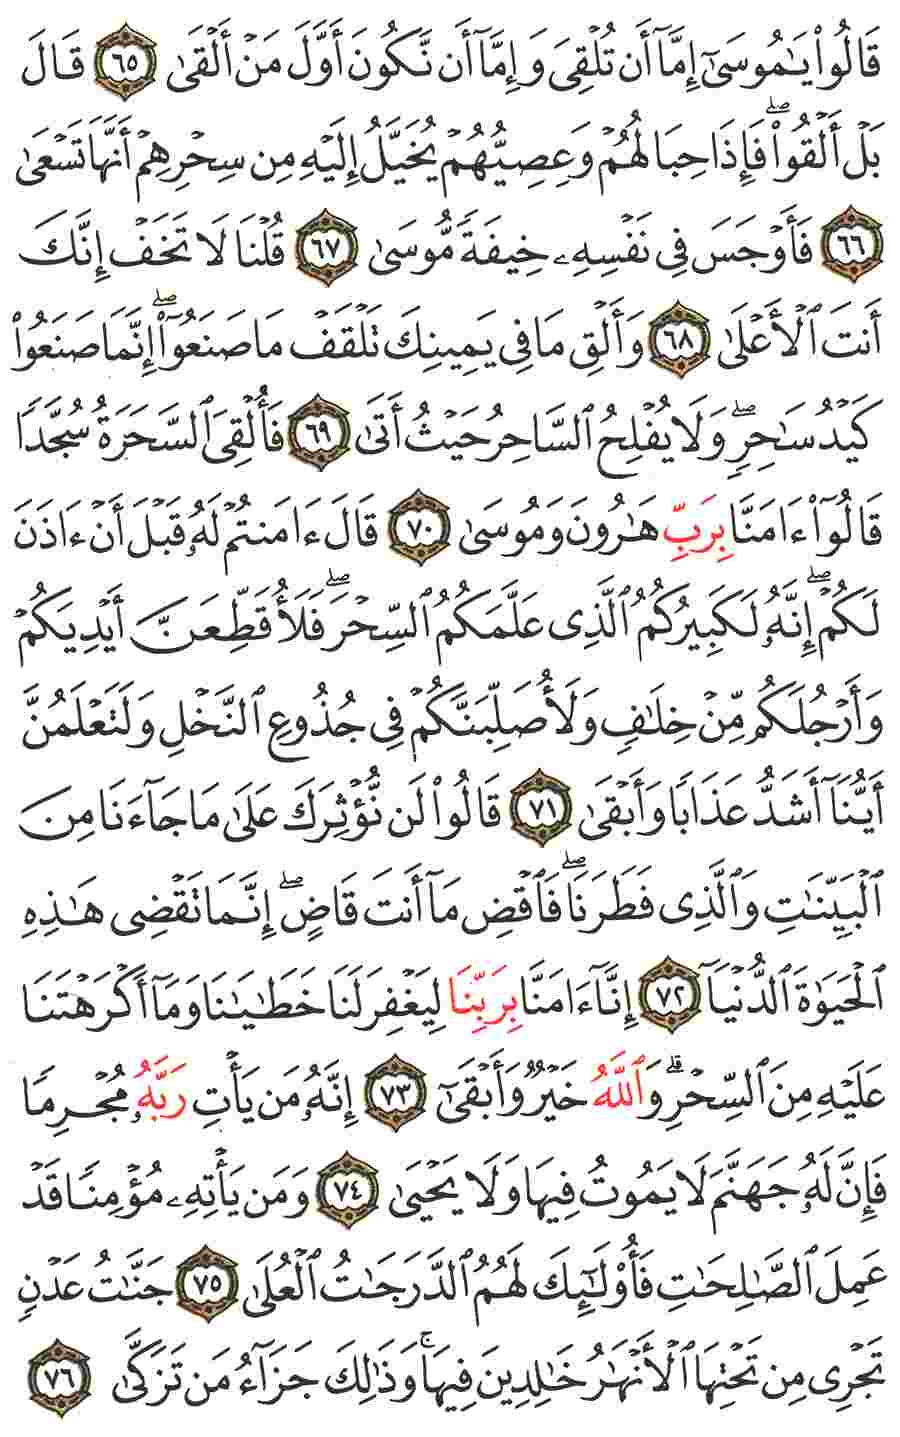 قَالُوا۟ يَـٰمُوسَىٰٓ إِمَّآ أَن تُلْقِىَ وَإِمَّآ أَن نَّكُونَ أَوَّلَ مَنْ أَلْقَىٰ ٦٥ قَالَ
بَلْ أَلْقُوا۟ ۖ فَإِذَا حِبَالُهُمْ وَعِصِيُّهُمْ يُخَيَّلُ إِلَيْهِ مِن سِحْرِهِمْ أَنَّهَا تَسْعَىٰ
٦٦ فَأَوْجَسَ فِى نَفْسِهِۦ خِيفَةً مُّوسَىٰ ٦٧ قُلْنَا لَا تَخَفْ إِنَّكَ
أَنتَ ٱلْأَعْلَىٰ ٦٨ وَأَلْقِ مَا فِى يَمِينِكَ تَلْقَفْ مَا صَنَعُوٓا۟ ۖ إِنَّمَا صَنَعُوا۟
كَيْدُ سَـٰحِرٍ ۖ وَلَا يُفْلِحُ ٱلسَّاحِرُ حَيْثُ أَتَىٰ ٦٩ فَأُلْقِىَ ٱلسَّحَرَةُ سُجَّدًا
قَالُوٓا۟ ءَامَنَّا بِرَبِّ هَـٰرُونَ وَمُوسَىٰ ٧٠ قَالَ ءَامَنتُمْ لَهُۥ قَبْلَ أَنْ ءَاذَنَ
لَكُمْ ۖ إِنَّهُۥ لَكَبِيرُكُمُ ٱلَّذِى عَلَّمَكُمُ ٱلسِّحْرَ ۖ فَلَأُقَطِّعَنَّ أَيْدِيَكُمْ
وَأَرْجُلَكُم مِّنْ خِلَـٰفٍ وَلَأُصَلِّبَنَّكُمْ فِى جُذُوعِ ٱلنَّخْلِ وَلَتَعْلَمُنَّ
أَيُّنَآ أَشَدُّ عَذَابًا وَأَبْقَىٰ ٧١ قَالُوا۟ لَن نُّؤْثِرَكَ عَلَىٰ مَا جَآءَنَا مِنَ
ٱلْبَيِّنَـٰتِ وَٱلَّذِى فَطَرَنَا ۖ فَٱقْضِ مَآ أَنتَ قَاضٍ ۖ إِنَّمَا تَقْضِى هَـٰذِهِ
ٱلْحَيَوٰةَ ٱلدُّنْيَآ ٧٢ إِنَّآ ءَامَنَّا بِرَبِّنَا لِيَغْفِرَ لَنَا خَطَـٰيَـٰنَا وَمَآ أَكْرَهْتَنَا
عَلَيْهِ مِنَ ٱلسِّحْرِ ۗ وَٱللَّهُ خَيْرٌ وَأَبْقَىٰٓ ٧٣ إِنَّهُۥ مَن يَأْتِ رَبَّهُۥ مُجْرِمًا
فَإِنَّ لَهُۥ جَهَنَّمَ لَا يَمُوتُ فِيهَا وَلَا يَحْيَىٰ ٧٤ وَمَن يَأْتِهِۦ مُؤْمِنًا قَدْ
عَمِلَ ٱلصَّـٰلِحَـٰتِ فَأُو۟لَـٰٓئِكَ لَهُمُ ٱلدَّرَجَـٰتُ ٱلْعُلَىٰ ٧٥ جَنَّـٰتُ عَدْنٍ
تَجْرِى مِن تَحْتِهَا ٱلْأَنْهَـٰرُ خَـٰلِدِينَ فِيهَا ۚ وَذَٰلِكَ جَزَآءُ مَن تَزَكَّىٰ ٧٦